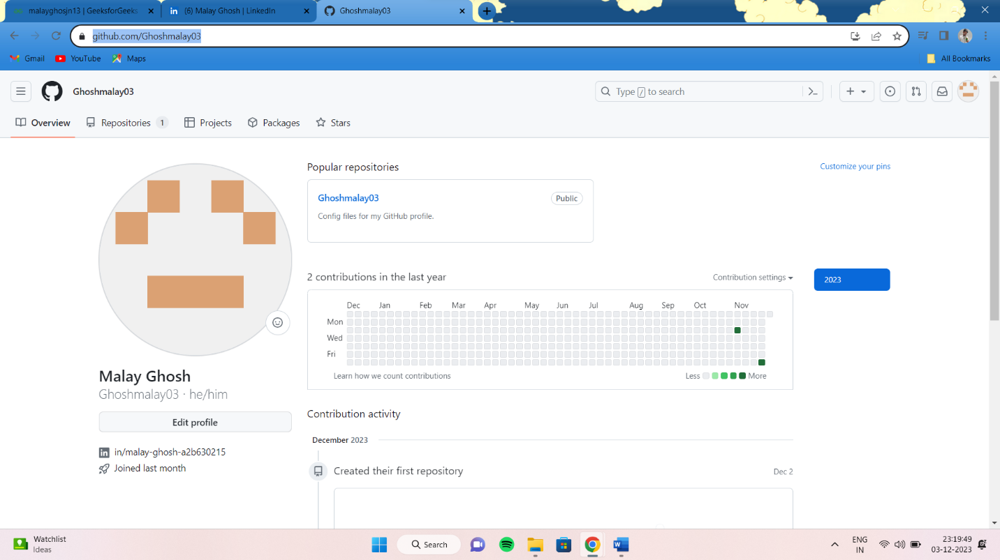 malayghosjn13 | GeeksforGeeks
(6) Malay Ghosh | LinkedIn
Ghoshmalay03
github.com/Ghoshmalay03
Gmail
YouTube
Maps
All Bookmarks
Ghoshmalay03
Type / to search
Overview
Repositories 1
Projects
Packages
Stars
Popular repositories
Customize your pins
Ghoshmalay03
Public
Config files for my GitHub profile.
2 contributions in the last year
Contribution settings
2023
Dec Jan Feb Mar Apr May Jun Jul Aug Sep Oct Nov
Mon
Wed
Fri
Learn how we count contributions
Less
More
Malay Ghosh
Ghoshmalay03 · he/him
Edit profile
in/malay-ghosh-a2b630215
Joined last month
Contribution activity
December 2023
Created their first repository
Dec 2
Watchlist
Ideas
Search
ENG
IN
23:19:49
03-12-2023